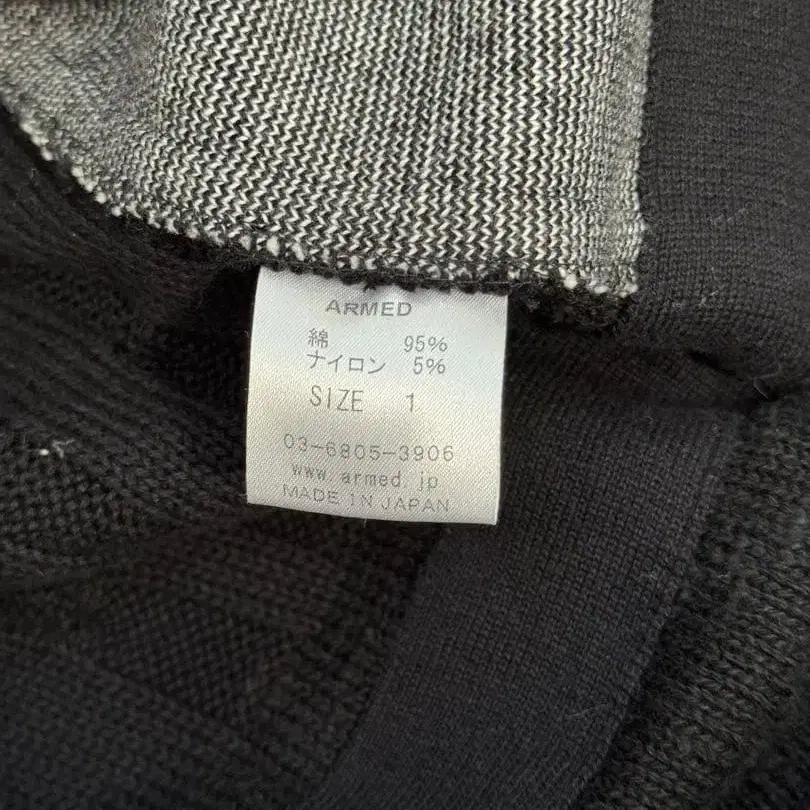 ARMED
綿 95%
ナイロン 5%
SIZE 1
03-6805-3906
www.armed.jp
MADE IN JAPAN